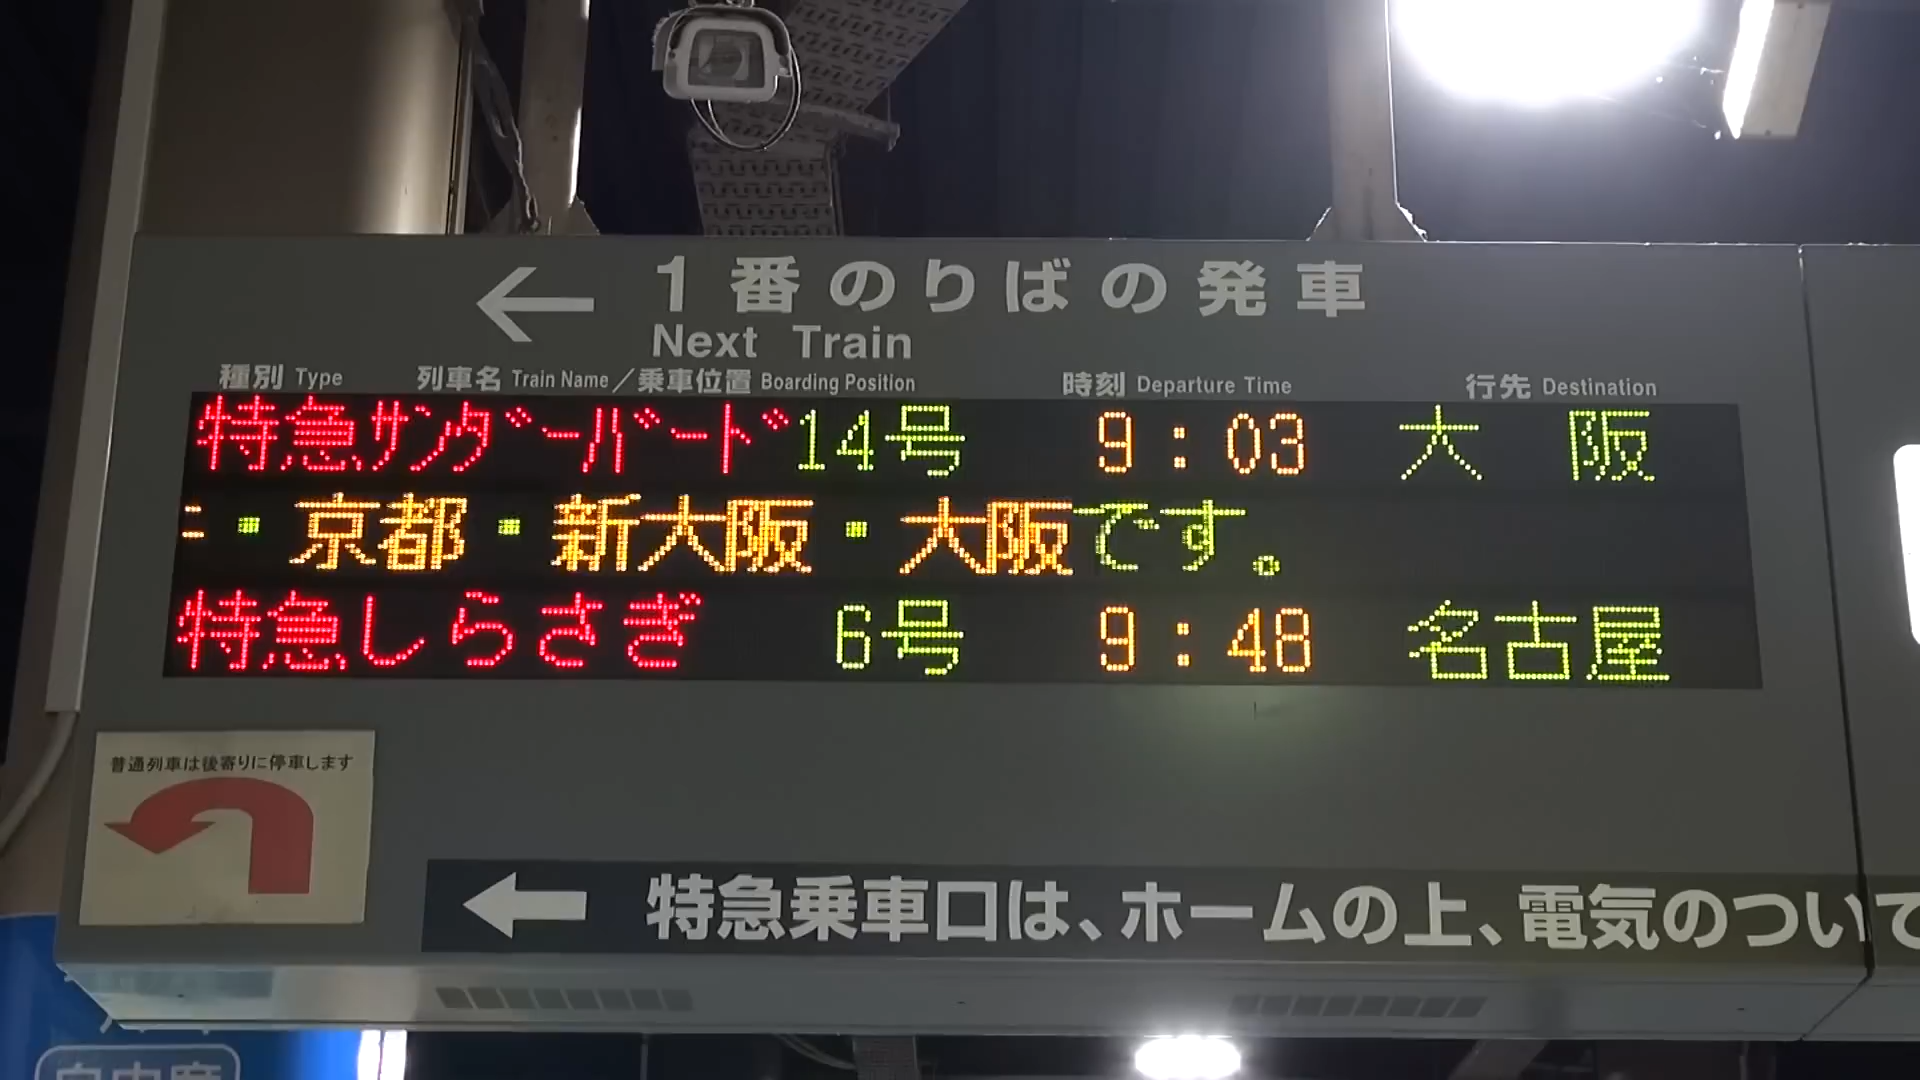 1番のりばの発車
Next Train
種別 Type 列車名 Train Name／乗車位置 Boarding Position 時刻 Departure Time 行先 Destination
特急サンダーバード14号 9:03 大阪
・京都・新大阪・大阪です。
特急しらさぎ 6号 9:48 名古屋
普通列車は後寄りに停車します
特急乗車口は、ホームの上、電気のついて